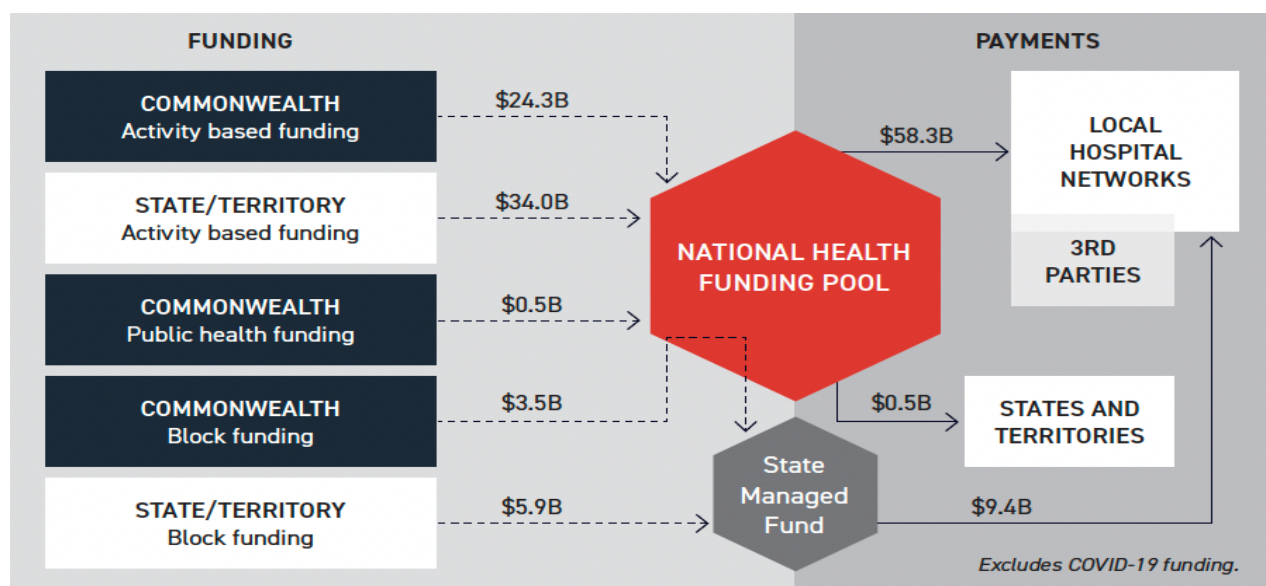 FUNDING
PAYMENTS
COMMONWEALTH
Activity based funding
$24.3B
STATE/TERRITORY
Activity based funding
$34.0B
COMMONWEALTH
Public health funding
$0.5B
COMMONWEALTH
Block funding
$3.5B
STATE/TERRITORY
Block funding
$5.9B
NATIONAL HEALTH
FUNDING POOL
State
Managed
Fund
$58.3B
LOCAL
HOSPITAL
NETWORKS
3RD
PARTIES
$0.5B
STATES AND
TERRITORIES
$9.4B
Excludes COVID-19 funding.